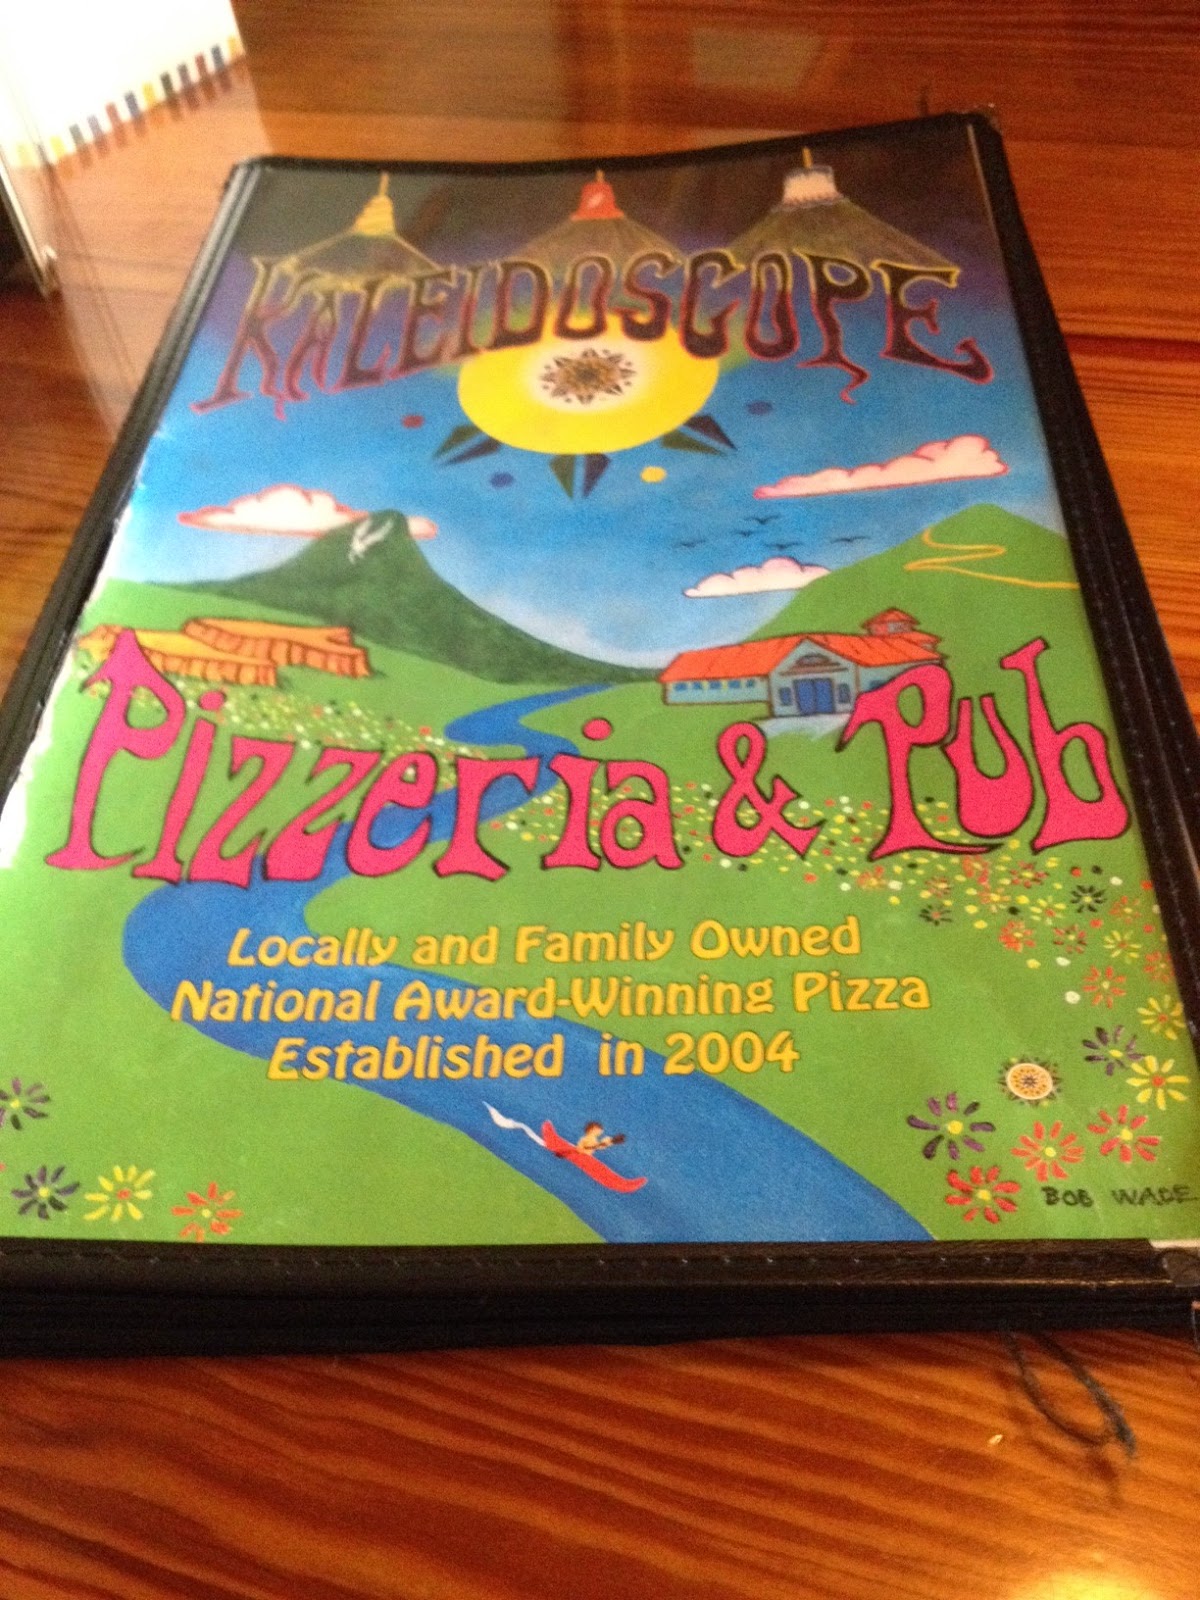 KALEIDOSCOPE
Pizzeria & Pub
Locally and Family Owned
National Award-Winning Pizza
Established in 2004
BOB WADE